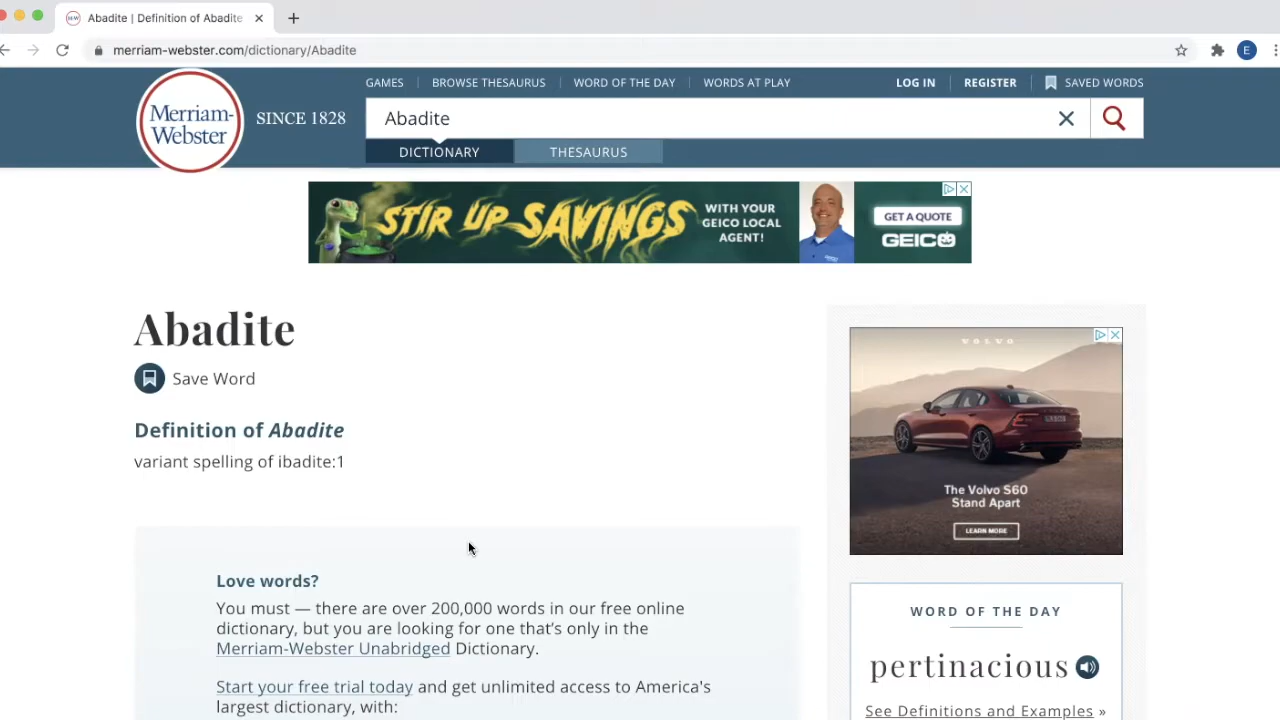 Abadite | Definition of Abadite
merriam-webster.com/dictionary/Abadite
E
GAMES
BROWSE THESAURUS
WORD OF THE DAY
WORDS AT PLAY
LOG IN
REGISTER
SAVED WORDS
Merriam-
Webster
SINCE 1828
Abadite
DICTIONARY
THESAURUS
STIR UP SAVINGS
WITH YOUR
GEICO LOCAL
AGENT!
GET A QUOTE
GEICO
Abadite
Save Word
Definition of Abadite
variant spelling of ibadite:1
VOLVO
The Volvo S60
Stand Apart
LEARN MORE
Love words?
You must — there are over 200,000 words in our free online
dictionary, but you are looking for one that’s only in the
Merriam-Webster Unabridged Dictionary.
Start your free trial today and get unlimited access to America's
largest dictionary, with:
WORD OF THE DAY
pertinacious
See Definitions and Examples »